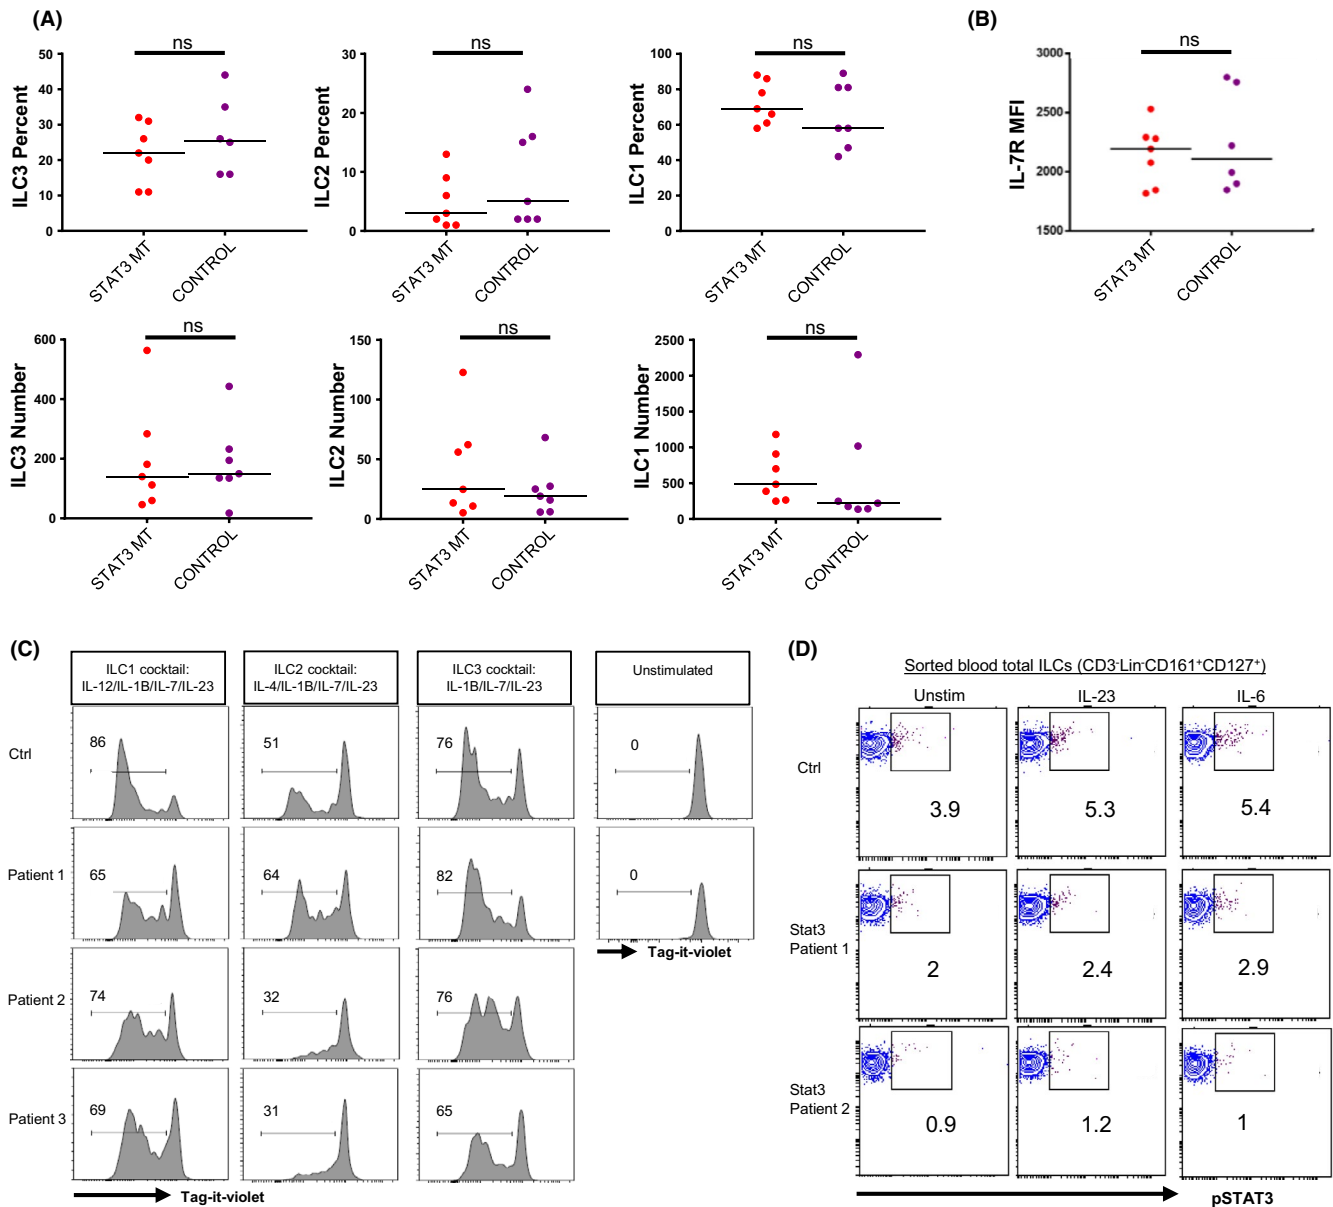 (A)
ns
ns
ns
50
40
30
20
10
0
ILC3 Percent
STAT3 MT
CONTROL
30
20
10
0
ILC2 Percent
STAT3 MT
CONTROL
100
80
60
40
20
0
ILC1 Percent
STAT3 MT
CONTROL
(B)
ns
3000
2500
2000
1500
IL-7R MFI
STAT3 MT
CONTROL
ns
600
400
200
0
ILC3 Number
STAT3 MT
CONTROL
ns
150
100
50
0
ILC2 Number
STAT3 MT
CONTROL
ns
2500
2000
1500
1000
500
0
ILC1 Number
STAT3 MT
CONTROL
(C)
ILC1 cocktail:
IL-12/IL-1B/IL-7/IL-23
ILC2 cocktail:
IL-4/IL-1B/IL-7/IL-23
ILC3 cocktail:
IL-1B/IL-7/IL-23
Unstimulated
Ctrl
86
51
76
0
Patient 1
65
64
82
0
Tag-it-violet
Patient 2
74
32
76
Patient 3
69
31
65
Tag-it-violet
(D)
Sorted blood total ILCs (CD3-Lin-CD161+CD127+)
Unstim
IL-23
IL-6
Ctrl
3.9
5.3
5.4
Stat3
Patient 1
2
2.4
2.9
Stat3
Patient 2
0.9
1.2
1
pSTAT3